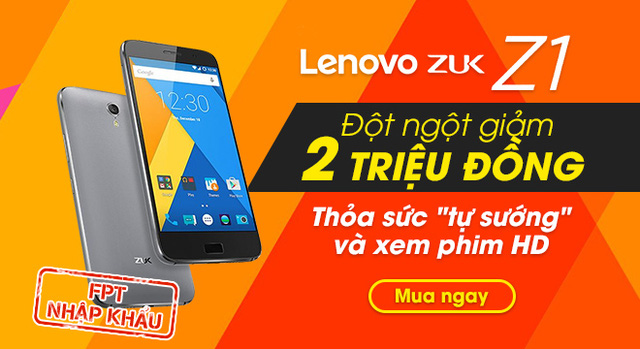 Lenovo ZUK Z1
Đột ngột giảm
2 TRIỆU ĐỒNG
Thỏa sức "tự sướng"
và xem phim HD
Mua ngay
FPT
NHẬP KHẨU
Google
12:30
ZUK